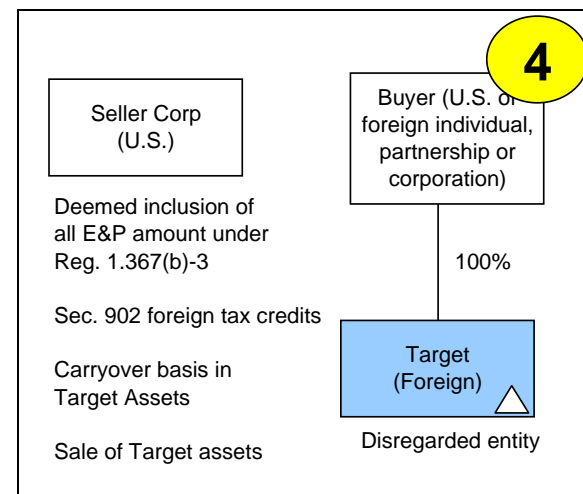 4
Seller Corp
(U.S.)
Buyer (U.S. or
foreign individual,
partnership or
corporation)
Deemed inclusion of
all E&P amount under
Reg. 1.367(b)-3
100%
Sec. 902 foreign tax credits
Carryover basis in
Target Assets
Target
(Foreign)
Disregarded entity
Sale of Target assets